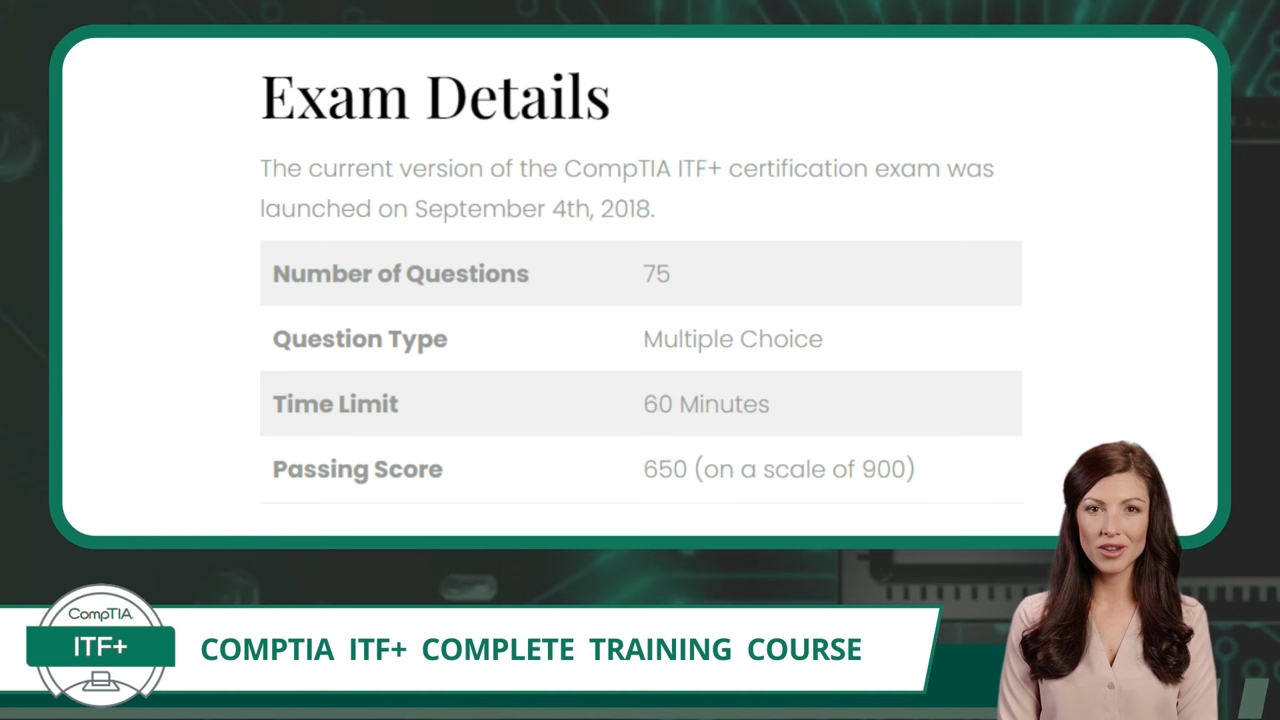 Exam Details
The current version of the CompTIA ITF+ certification exam was
launched on September 4th, 2018.
Number of Questions 75
Question Type Multiple Choice
Time Limit 60 Minutes
Passing Score 650 (on a scale of 900)
CompTIA.
ITF+
COMPTIA ITF+ COMPLETE TRAINING COURSE